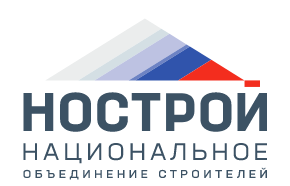 НОСТРОЙ
НАЦИОНАЛЬНОЕ
ОБЪЕДИНЕНИЕ СТРОИТЕЛЕЙ